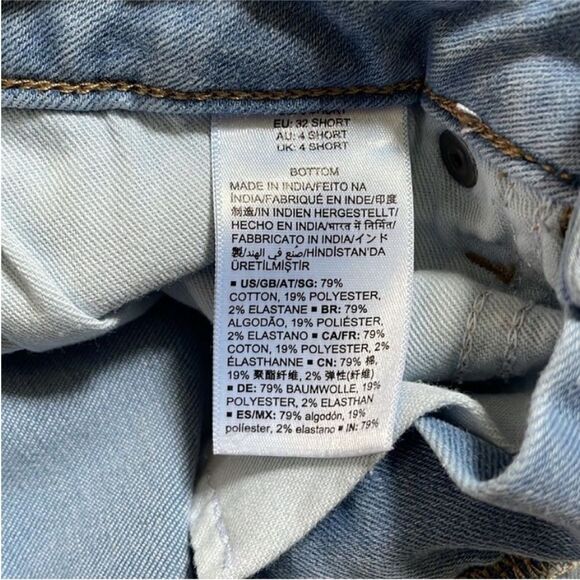 SHORT
EU: 32 SHORT
AU: 4 SHORT
UK: 4 SHORT
BOTTOM
MADE IN INDIA/FEITO NA
ÍNDIA/FABRIQUÉ EN INDE/印度
制造/IN INDIEN HERGESTELLT/
HECHO EN INDIA/भारत में निर्मित/
FABBRICATO IN INDIA/インド
製/صنع في الهند/HİNDİSTAN'DA
ÜRETİLMİŞTİR
■ US/GB/AT/SG: 79%
COTTON, 19% POLYESTER,
2% ELASTANE ■ BR: 79%
ALGODÃO, 19% POLIÉSTER,
2% ELASTANO ■ CA/FR: 79%
COTON, 19% POLYESTER, 2%
ÉLASTHANNE ■ CN: 79% 棉,
19% 聚酯纤维, 2% 弹性(纤维)
■ DE: 79% BAUMWOLLE, 19%
POLYESTER, 2% ELASTHAN
■ ES/MX: 79% algodón, 19%
poliester, 2% elastano ■ IN: 79%